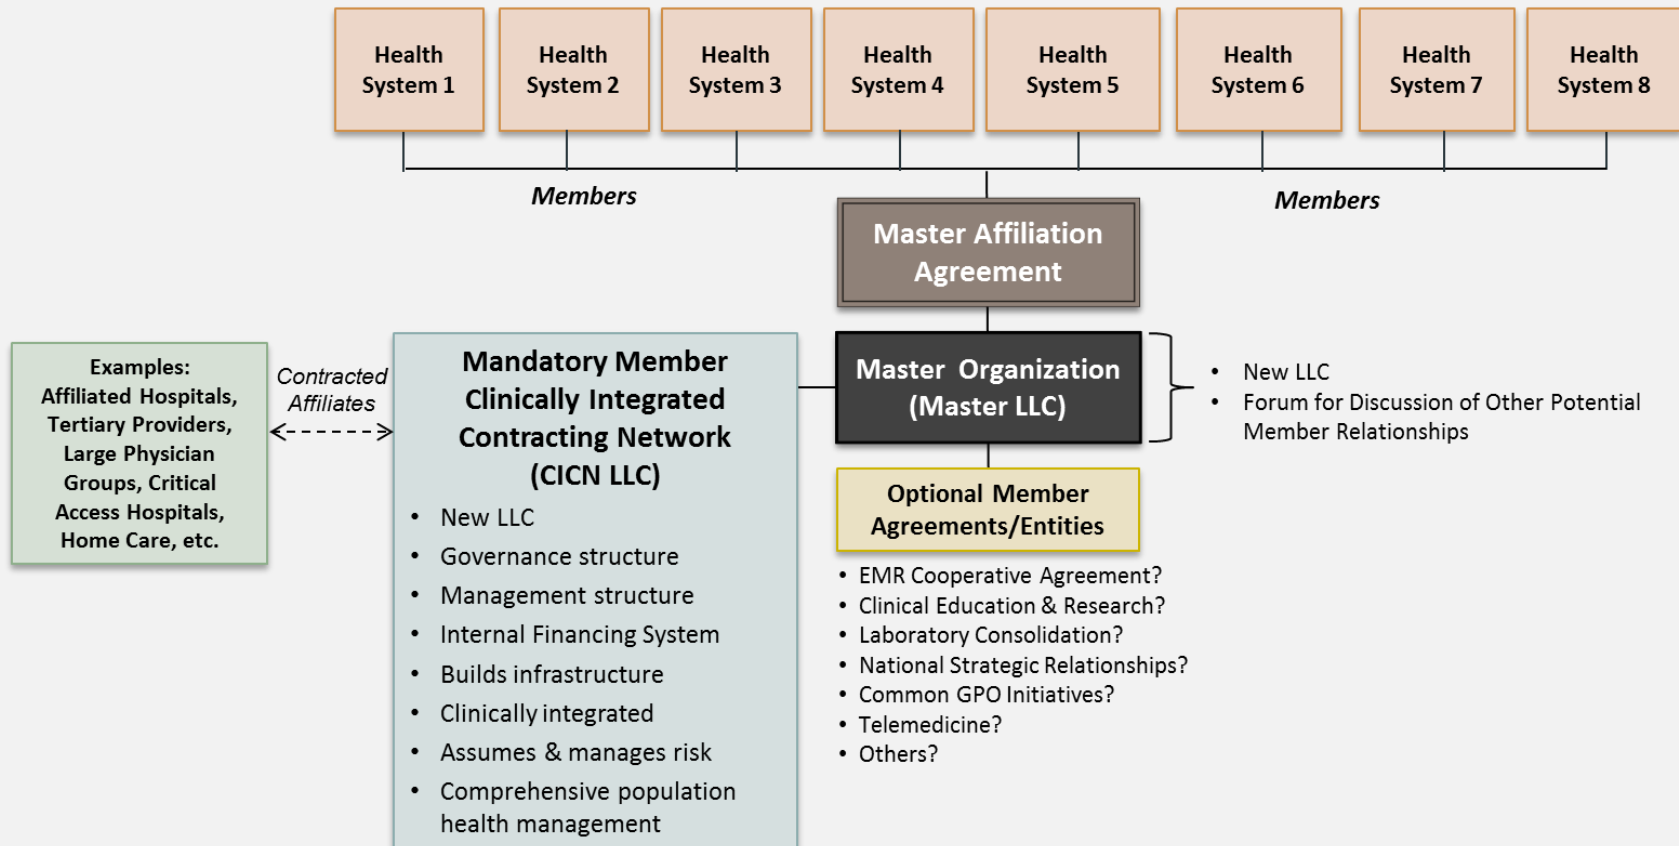 Health
System 1
Health
System 2
Health
System 3
Health
System 4
Health
System 5
Health
System 6
Health
System 7
Health
System 8
Members
Members
Master Affiliation
Agreement
Examples:
Affiliated Hospitals,
Tertiary Providers,
Large Physician
Groups, Critical
Access Hospitals,
Home Care, etc.
Contracted
Affiliates
Mandatory Member
Clinically Integrated
Contracting Network
(CICN LLC)
• New LLC
• Governance structure
• Management structure
• Internal Financing System
• Builds infrastructure
• Clinically integrated
• Assumes & manages risk
• Comprehensive population
health management
Master Organization
(Master LLC)
• New LLC
• Forum for Discussion of Other Potential
Member Relationships
Optional Member
Agreements/Entities
• EMR Cooperative Agreement?
• Clinical Education & Research?
• Laboratory Consolidation?
• National Strategic Relationships?
• Common GPO Initiatives?
• Telemedicine?
• Others?